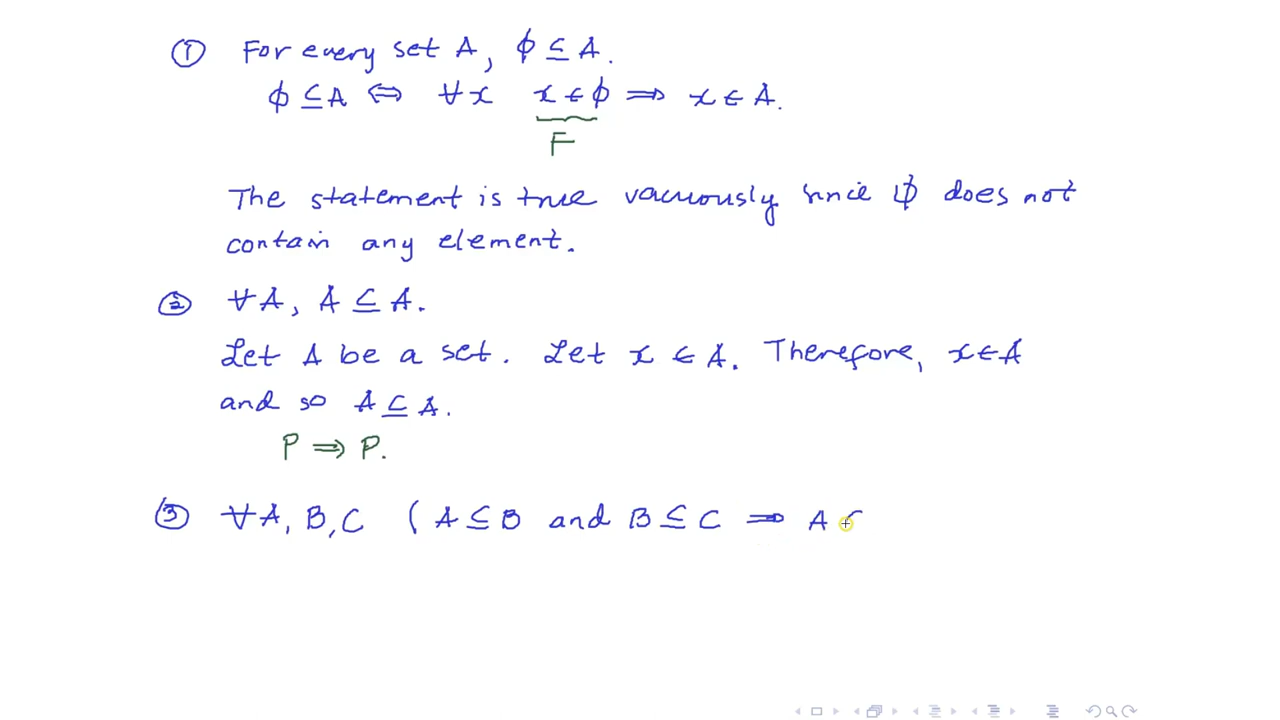 ① For every set A, ϕ ⊆ A.
ϕ ⊆ A ⇔ ∀x x ∈ ϕ ⇒ x ∈ A.
F
The statement is true vacuously since ϕ does not
contain any element.
② ∀A, A ⊆ A.
Let A be a set. Let x ∈ A. Therefore, x ∈ A
and so A ⊆ A.
P ⇒ P.
③ ∀A, B, C ( A ⊆ B and B ⊆ C ⇒ A